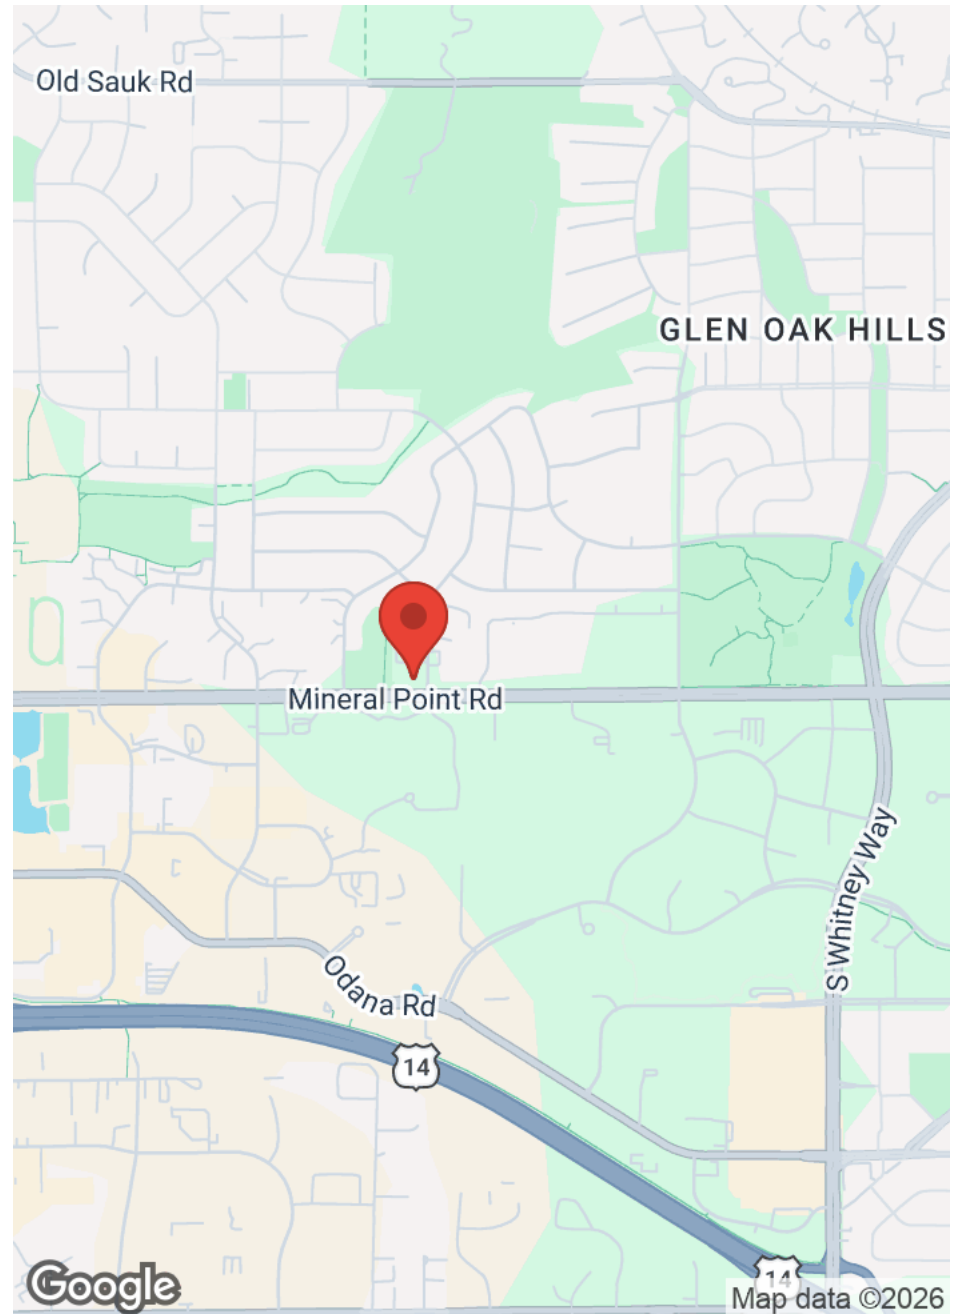 Old Sauk Rd
GLEN OAK HILLS
Mineral Point Rd
S Whitney Way
Odana Rd
14
14
Google
Map data ©2026